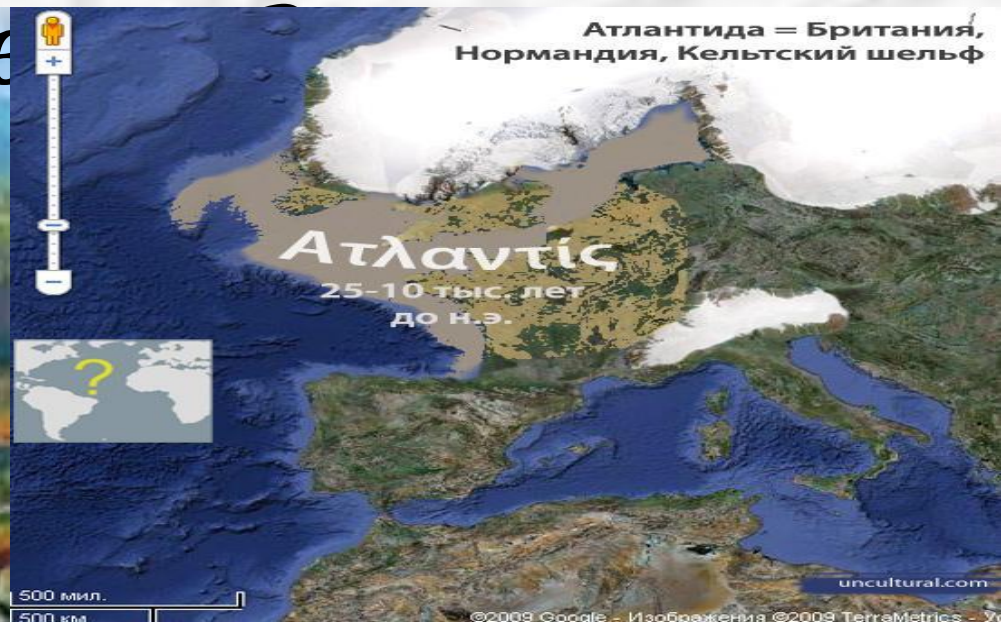 Атлантида = Британия,
Нормандия, Кельтский шельф
Ατλαντίς
25-10 тыс. лет
до н.э.
?
uncultural.com
500 мил.
500 км
©2009 Google - Изображения ©2009 TerraMetrics -